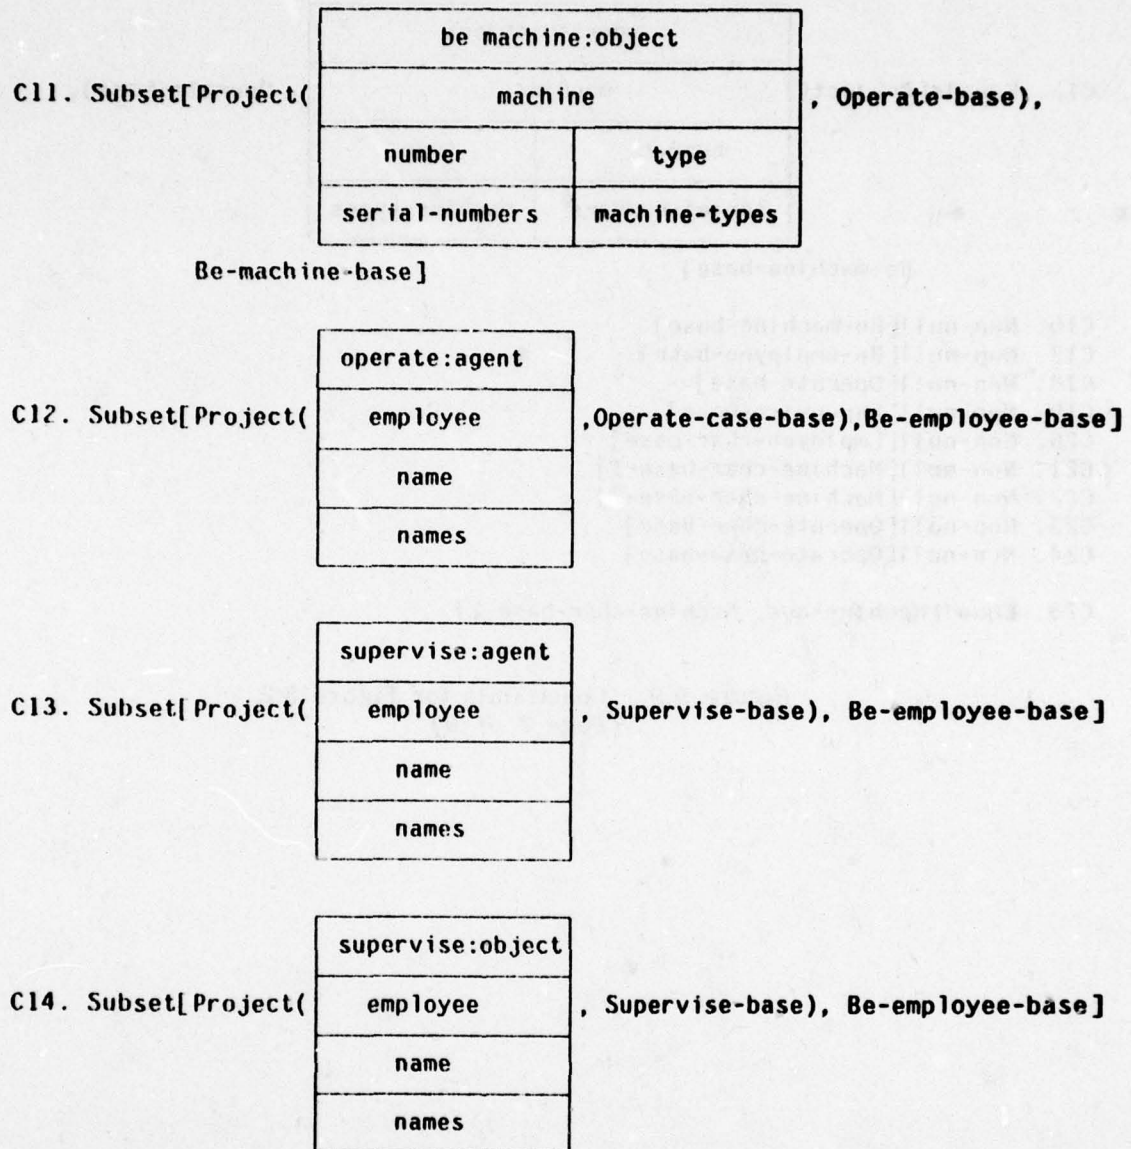 be machine:object
C11. Subset[Project( machine , Operate-base),
number type
serial-numbers machine-types
Be-machine-base]
operate:agent
C12. Subset[Project( employee ,Operate-case-base),Be-employee-base]
name
names
supervise:agent
C13. Subset[Project( employee , Supervise-base), Be-employee-base]
name
names
supervise:object
C14. Subset[Project( employee , Supervise-base), Be-employee-base]
name
names